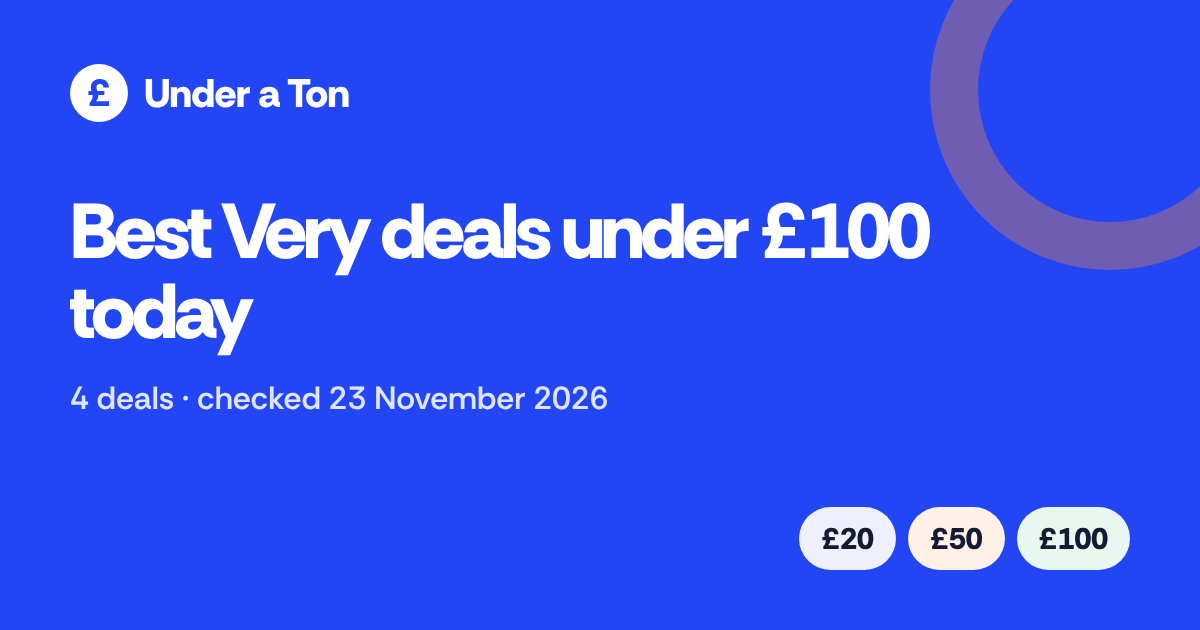 £ Under a Ton
Best Very deals under £100
today
4 deals · checked 23 November 2026
£20 £50 £100